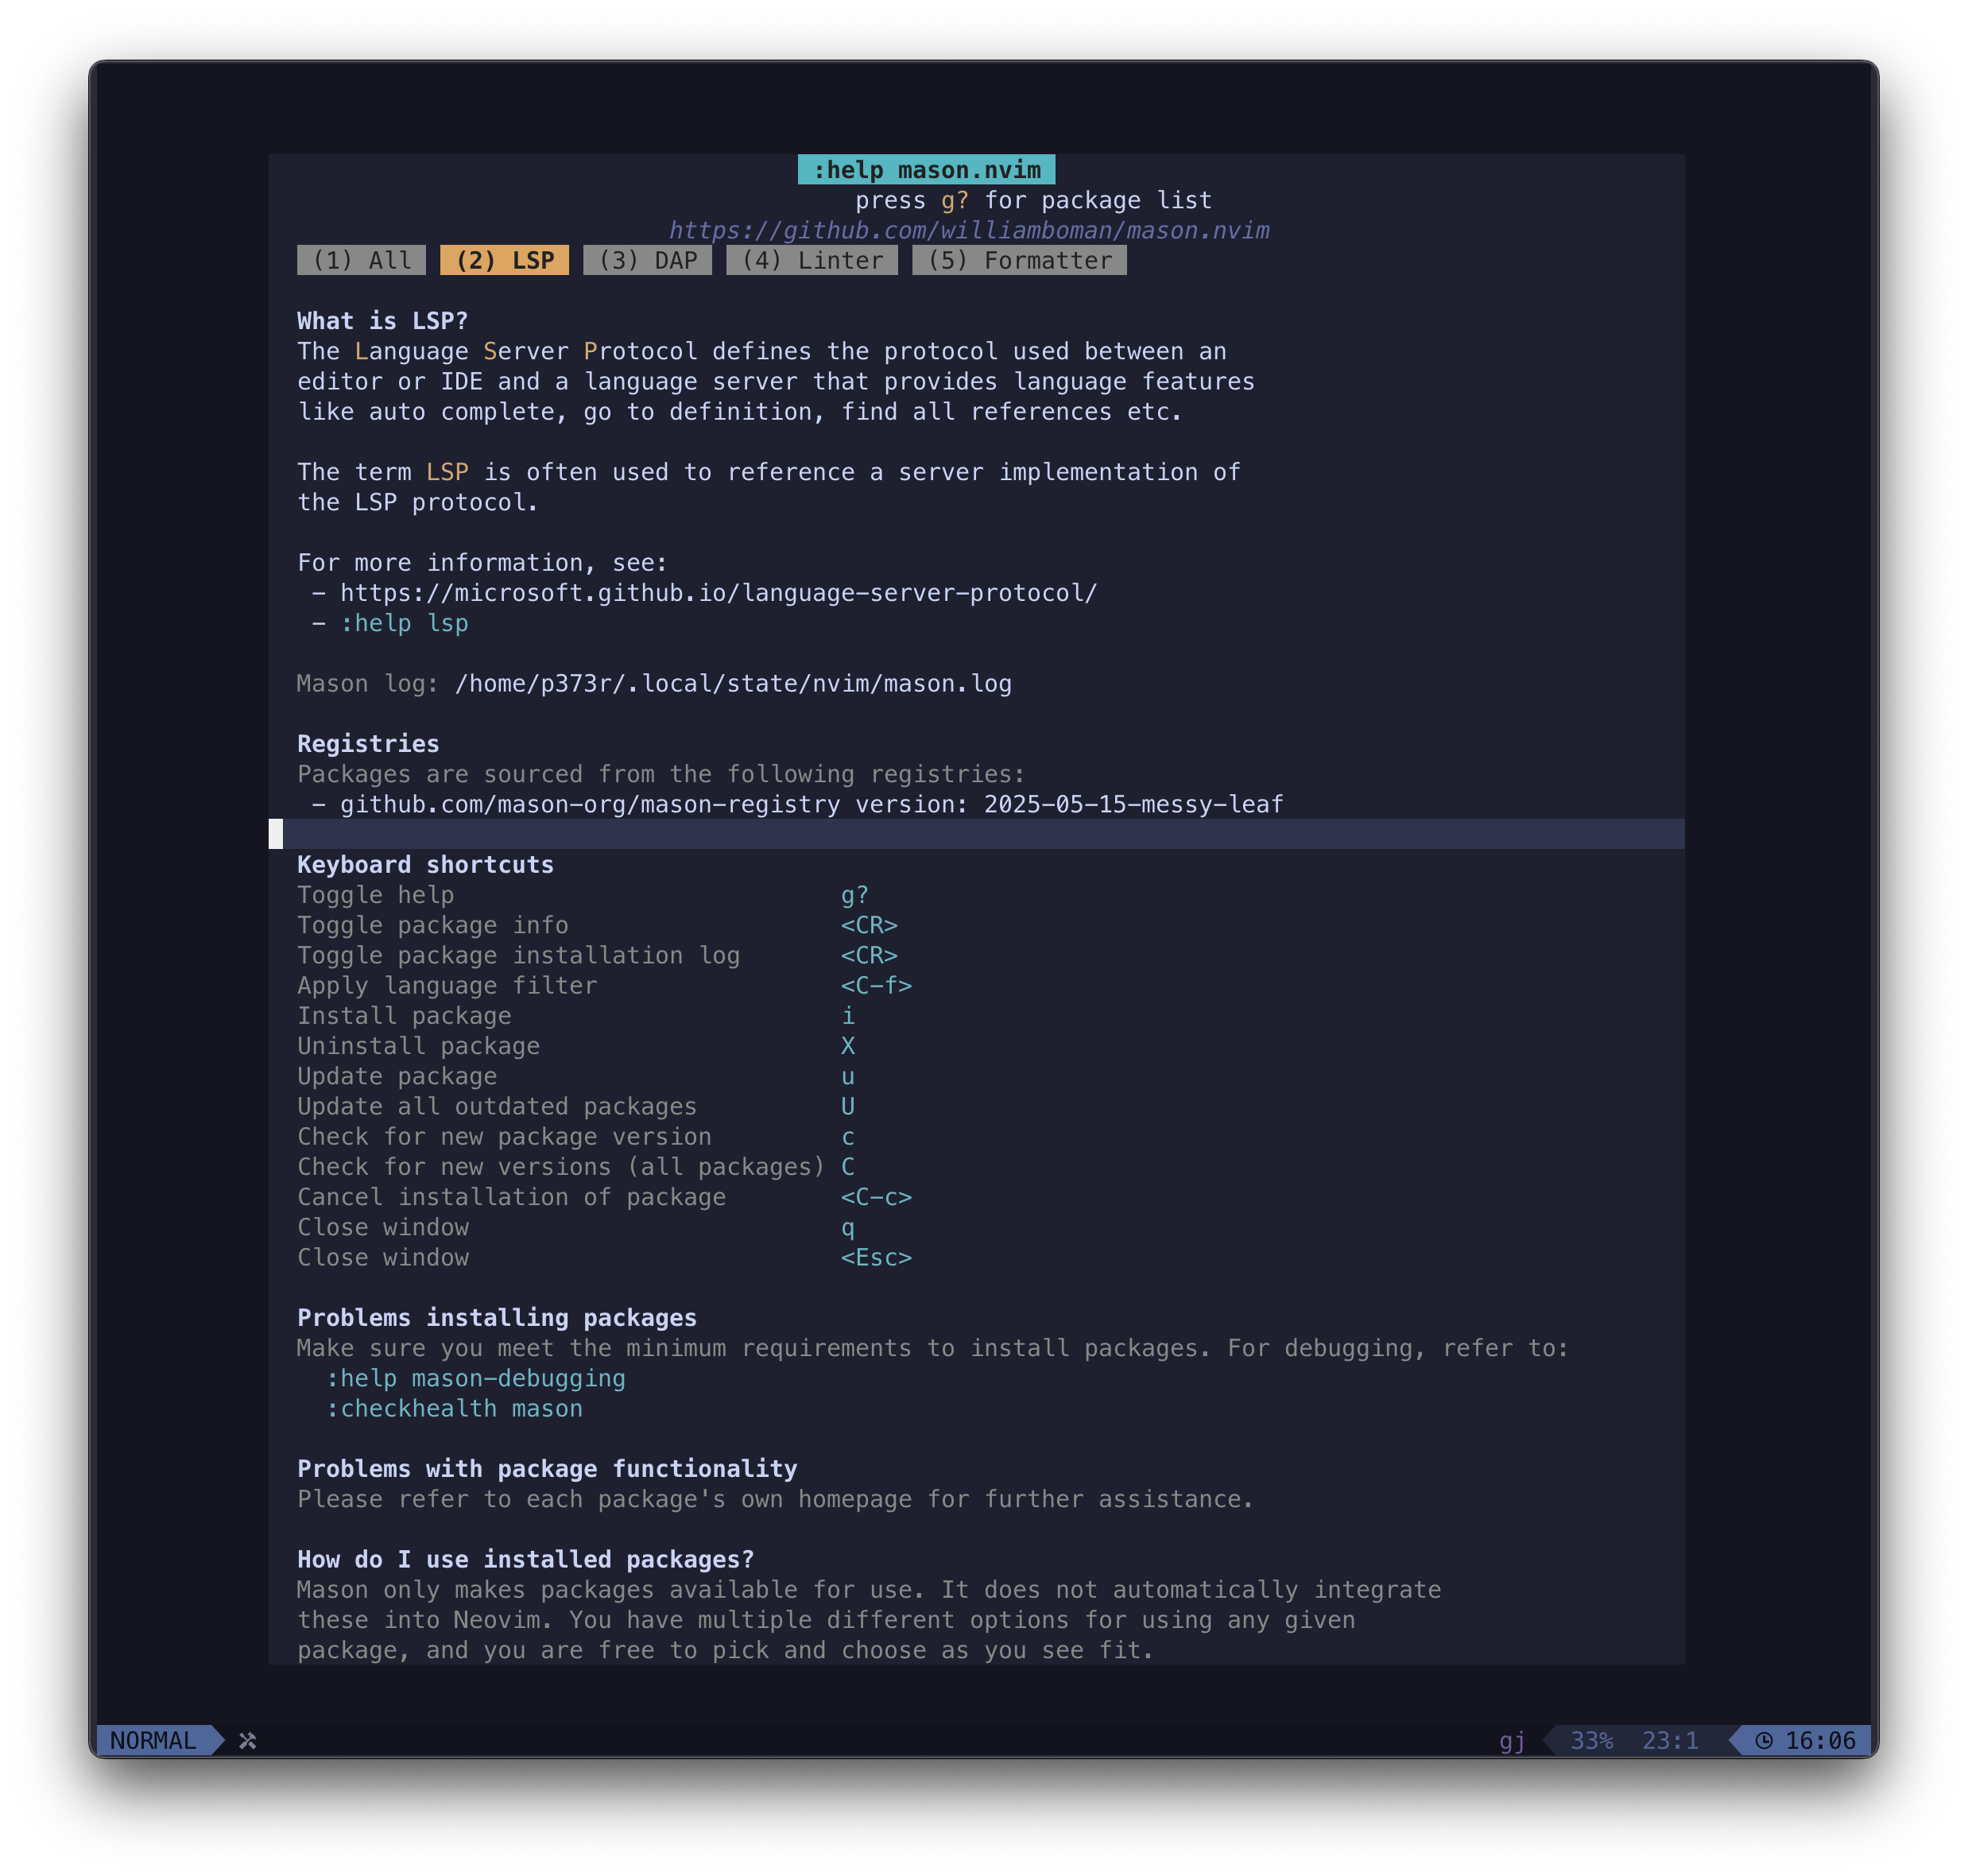 :help mason.nvim
press g? for package list
https://github.com/williamboman/mason.nvim
(1) All (2) LSP (3) DAP (4) Linter (5) Formatter
What is LSP?
The Language Server Protocol defines the protocol used between an
editor or IDE and a language server that provides language features
like auto complete, go to definition, find all references etc.
The term LSP is often used to reference a server implementation of
the LSP protocol.
For more information, see:
- https://microsoft.github.io/language-server-protocol/
- :help lsp
Mason log: /home/p373r/.local/state/nvim/mason.log
Registries
Packages are sourced from the following registries:
- github.com/mason-org/mason-registry version: 2025-05-15-messy-leaf
Keyboard shortcuts
Toggle help g?
Toggle package info <CR>
Toggle package installation log <CR>
Apply language filter <C-f>
Install package i
Uninstall package X
Update package u
Update all outdated packages U
Check for new package version c
Check for new versions (all packages) C
Cancel installation of package <C-c>
Close window q
Close window <Esc>
Problems installing packages
Make sure you meet the minimum requirements to install packages. For debugging, refer to:
:help mason-debugging
:checkhealth mason
Problems with package functionality
Please refer to each package's own homepage for further assistance.
How do I use installed packages?
Mason only makes packages available for use. It does not automatically integrate
these into Neovim. You have multiple different options for using any given
package, and you are free to pick and choose as you see fit.
NORMAL gj 33% 23:1 16:06